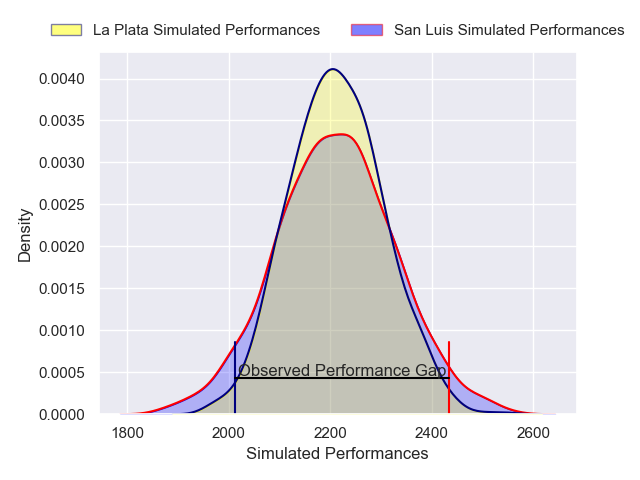 La Plata Simulated Performances San Luis Simulated Performances
0.0040
0.0035
0.0030
0.0025
0.0020
0.0015
0.0010
0.0005
0.0000
Density
Observed Performance Gap
1800 2000 2200 2400 2600
Simulated Performances